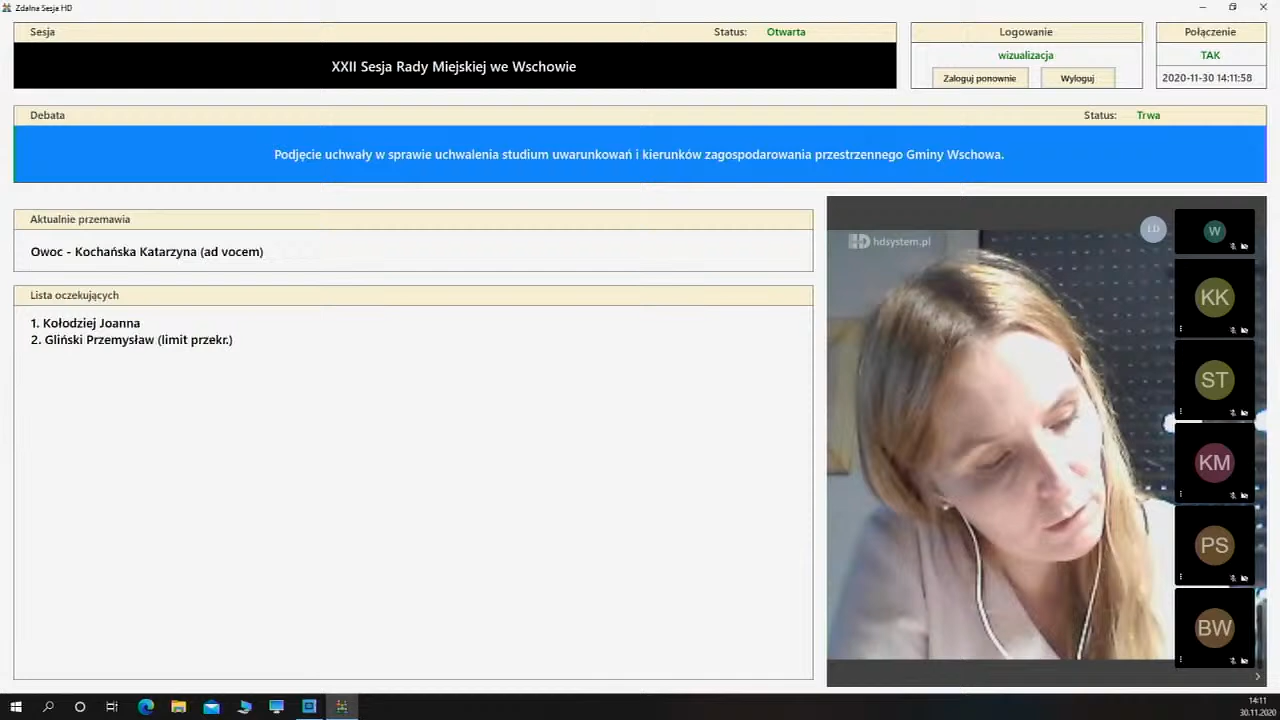 Zdalna Sesja HD
Sesja
Status: Otwarta
XXII Sesja Rady Miejskiej we Wschowie
Logowanie
wizualizacja
Zaloguj ponownie
Wyloguj
Połączenie
TAK
2020-11-30 14:11:58
Debata
Status: Trwa
Podjęcie uchwały w sprawie uchwalenia studium uwarunkowań i kierunków zagospodarowania przestrzennego Gminy Wschowa.
Aktualnie przemawia
Owoc - Kochańska Katarzyna (ad vocem)
Lista oczekujących
1. Kołodziej Joanna
2. Gliński Przemysław (limit przekr.)
hdsystem.pl
LD
W
KK
ST
KM
PS
BW
14:11
30.11.2020